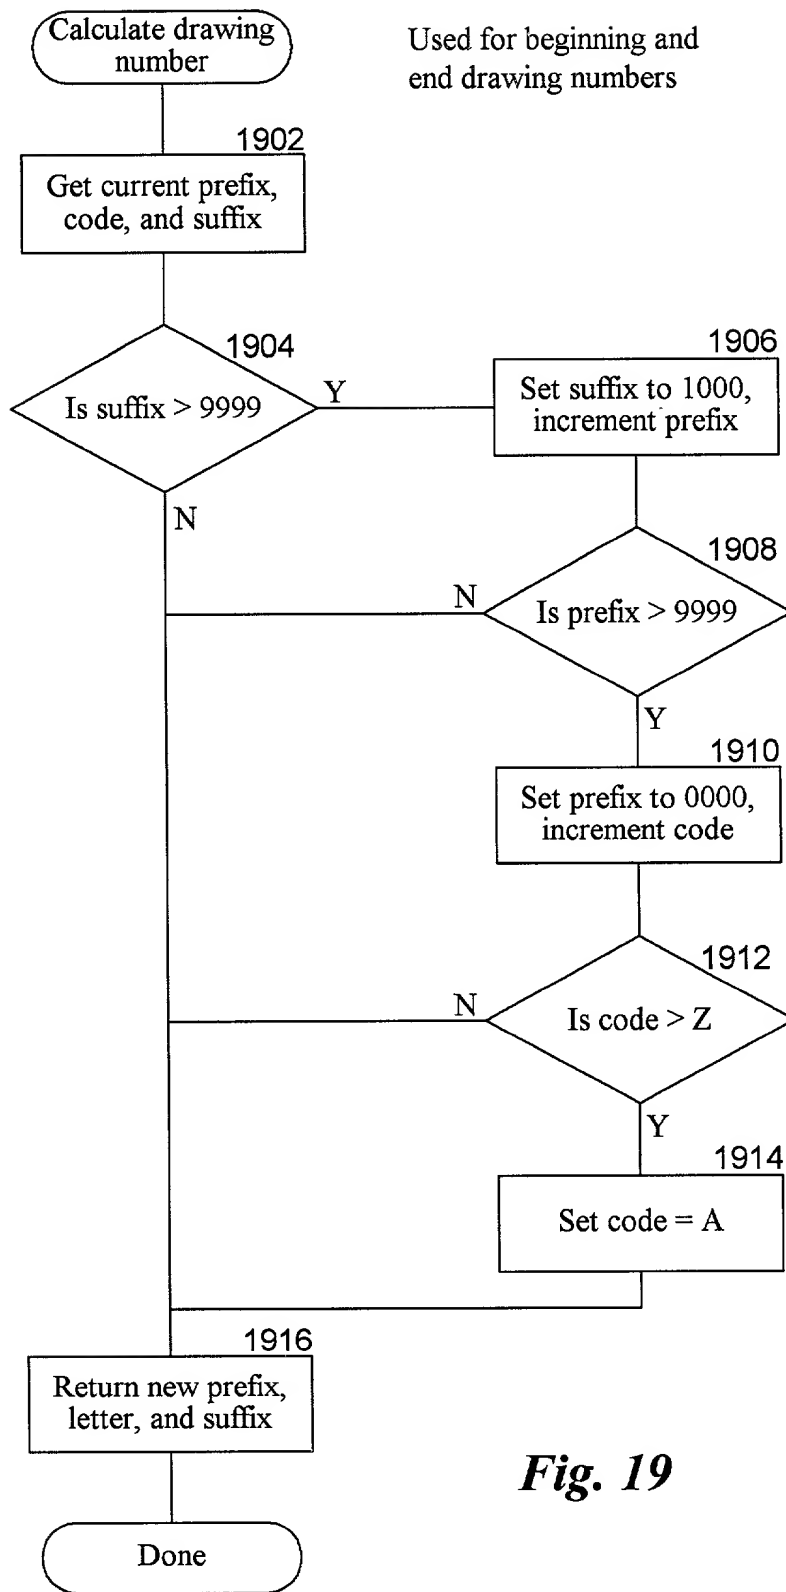 Calculate drawing
number
Used for beginning and
end drawing numbers
1902
Get current prefix,
code, and suffix
1904
Is suffix > 9999
Y
N
1906
Set suffix to 1000,
increment prefix
1908
Is prefix > 9999
N
Y
1910
Set prefix to 0000,
increment code
1912
Is code > Z
N
Y
1914
Set code = A
1916
Return new prefix,
letter, and suffix
Fig. 19
Done